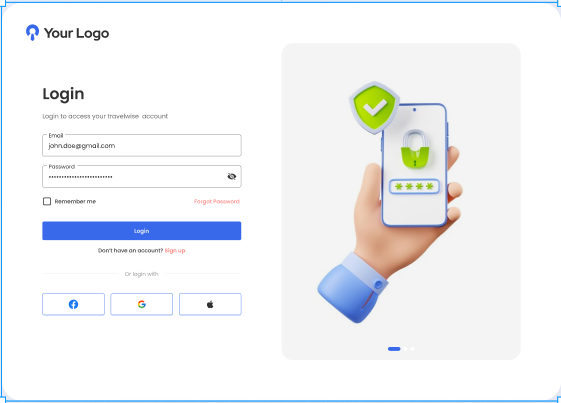 Your Logo
Login
Login to access your travelwise  account
Email
john.doe@gmail.com
Password
•••••••••••••••••••••••••
Remember me
Forgot Password
Login
Don't have an account? Sign up
Or login with
****